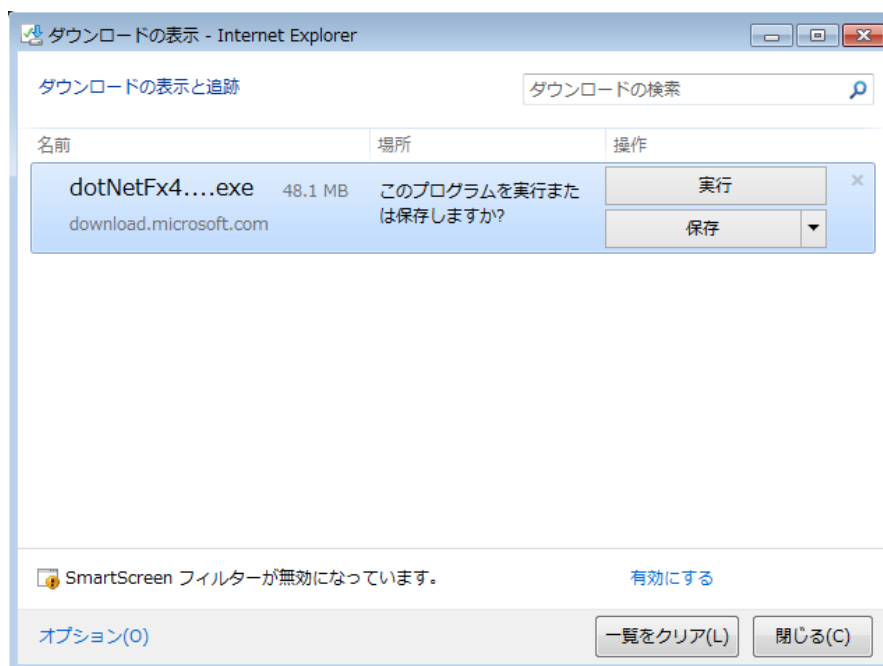 ダウンロードの表示 - Internet Explorer
ダウンロードの表示と追跡
ダウンロードの検索
名前 場所 操作
dotNetFx4....exe 48.1 MB
download.microsoft.com
このプログラムを実行また
は保存しますか?
実行
保存
SmartScreen フィルターが無効になっています。 有効にする
オプション(O) 一覧をクリア(L) 閉じる(C)